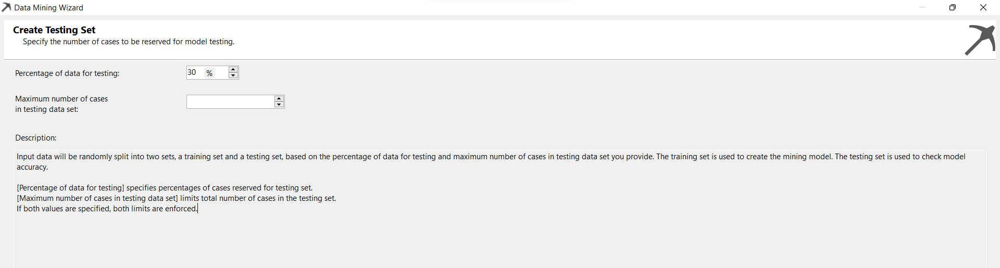 Data Mining Wizard
Create Testing Set
Specify the number of cases to be reserved for model testing.
Percentage of data for testing:
30 %
Maximum number of cases
in testing data set:
Description:
Input data will be randomly split into two sets, a training set and a testing set, based on the percentage of data for testing and maximum number of cases in testing data set you provide. The training set is used to create the mining model. The testing set is used to check model
accuracy.
[Percentage of data for testing] specifies percentages of cases reserved for testing set.
[Maximum number of cases in testing data set] limits total number of cases in the testing set.
If both values are specified, both limits are enforced.